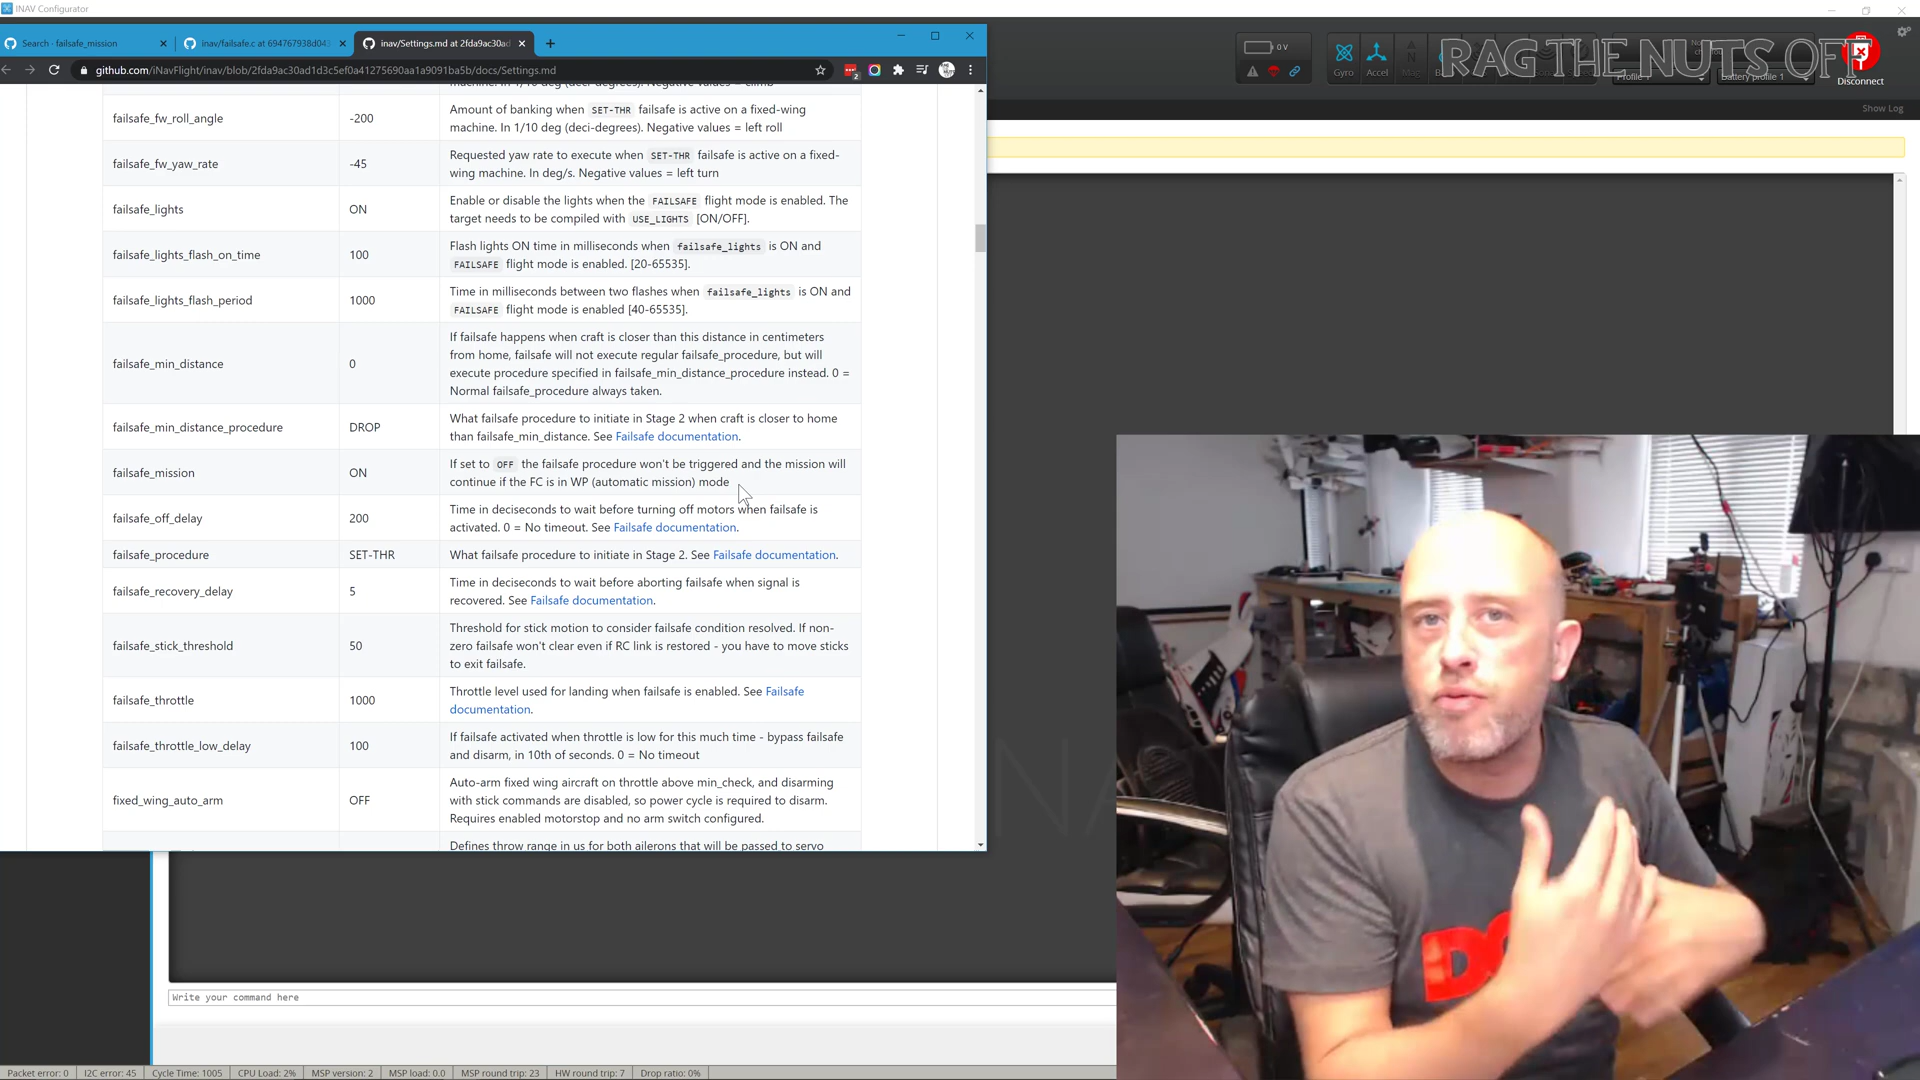 INAV Configurator
Search · failsafe_mission
inav/failsafe.c at 694767938d043
inav/Settings.md at 2fda9ac30ad
github.com/iNavFlight/inav/blob/2fda9ac30ad1d3c5ef0a41275690aa1a9091ba5b/docs/Settings.md
0 V
Gyro
Accel
RAG THE NUTS OFF
Battery profile 1
Disconnect
Show Log
failsafe_fw_roll_angle
-200
Amount of banking when SET-THR failsafe is active on a fixed-wing
machine. In 1/10 deg (deci-degrees). Negative values = left roll
failsafe_fw_yaw_rate
-45
Requested yaw rate to execute when SET-THR failsafe is active on a fixed-
wing machine. In deg/s. Negative values = left turn
failsafe_lights
ON
Enable or disable the lights when the FAILSAFE flight mode is enabled. The
target needs to be compiled with USE_LIGHTS [ON/OFF].
failsafe_lights_flash_on_time
100
Flash lights ON time in milliseconds when failsafe_lights is ON and
FAILSAFE flight mode is enabled. [20-65535].
failsafe_lights_flash_period
1000
Time in milliseconds between two flashes when failsafe_lights is ON and
FAILSAFE flight mode is enabled [40-65535].
failsafe_min_distance
0
If failsafe happens when craft is closer than this distance in centimeters
from home, failsafe will not execute regular failsafe_procedure, but will
execute procedure specified in failsafe_min_distance_procedure instead. 0 =
Normal failsafe_procedure always taken.
failsafe_min_distance_procedure
DROP
What failsafe procedure to initiate in Stage 2 when craft is closer to home
than failsafe_min_distance. See Failsafe documentation.
failsafe_mission
ON
If set to OFF the failsafe procedure won't be triggered and the mission will
continue if the FC is in WP (automatic mission) mode
failsafe_off_delay
200
Time in deciseconds to wait before turning off motors when failsafe is
activated. 0 = No timeout. See Failsafe documentation.
failsafe_procedure
SET-THR
What failsafe procedure to initiate in Stage 2. See Failsafe documentation.
failsafe_recovery_delay
5
Time in deciseconds to wait before aborting failsafe when signal is
recovered. See Failsafe documentation.
failsafe_stick_threshold
50
Threshold for stick motion to consider failsafe condition resolved. If non-
zero failsafe won't clear even if RC link is restored - you have to move sticks
to exit failsafe.
failsafe_throttle
1000
Throttle level used for landing when failsafe is enabled. See Failsafe
documentation.
failsafe_throttle_low_delay
100
If failsafe activated when throttle is low for this much time - bypass failsafe
and disarm, in 10th of seconds. 0 = No timeout
fixed_wing_auto_arm
OFF
Auto-arm fixed wing aircraft on throttle above min_check, and disarming
with stick commands are disabled, so power cycle is required to disarm.
Requires enabled motorstop and no arm switch configured.
Defines throw range in us for both ailerons that will be passed to servo
Write your command here
Packet error: 0
I2C error: 45
Cycle Time: 1005
CPU Load: 2%
MSP version: 2
MSP load: 0.0
MSP round trip: 23
HW round trip: 7
Drop ratio: 0%